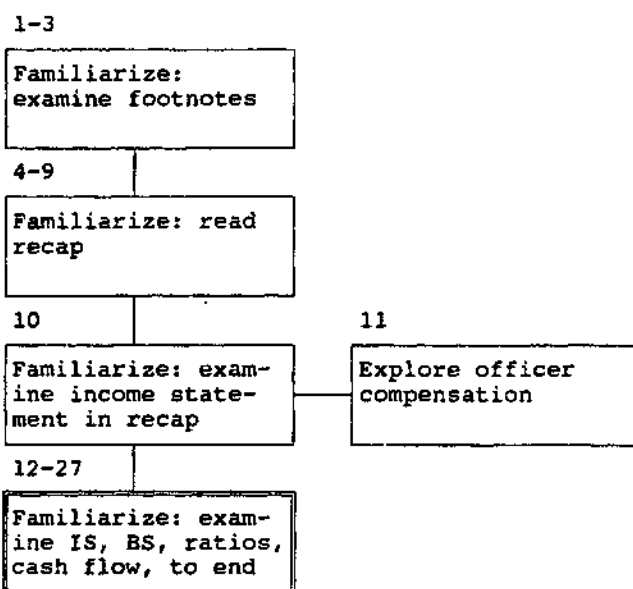 1-3
Familiarize:
examine footnotes
4-9
Familiarize: read
recap
10
Familiarize: exam-
ine income state-
ment in recap
11
Explore officer
compensation
12-27
Familiarize: exam-
ine IS, BS, ratios,
cash flow, to end